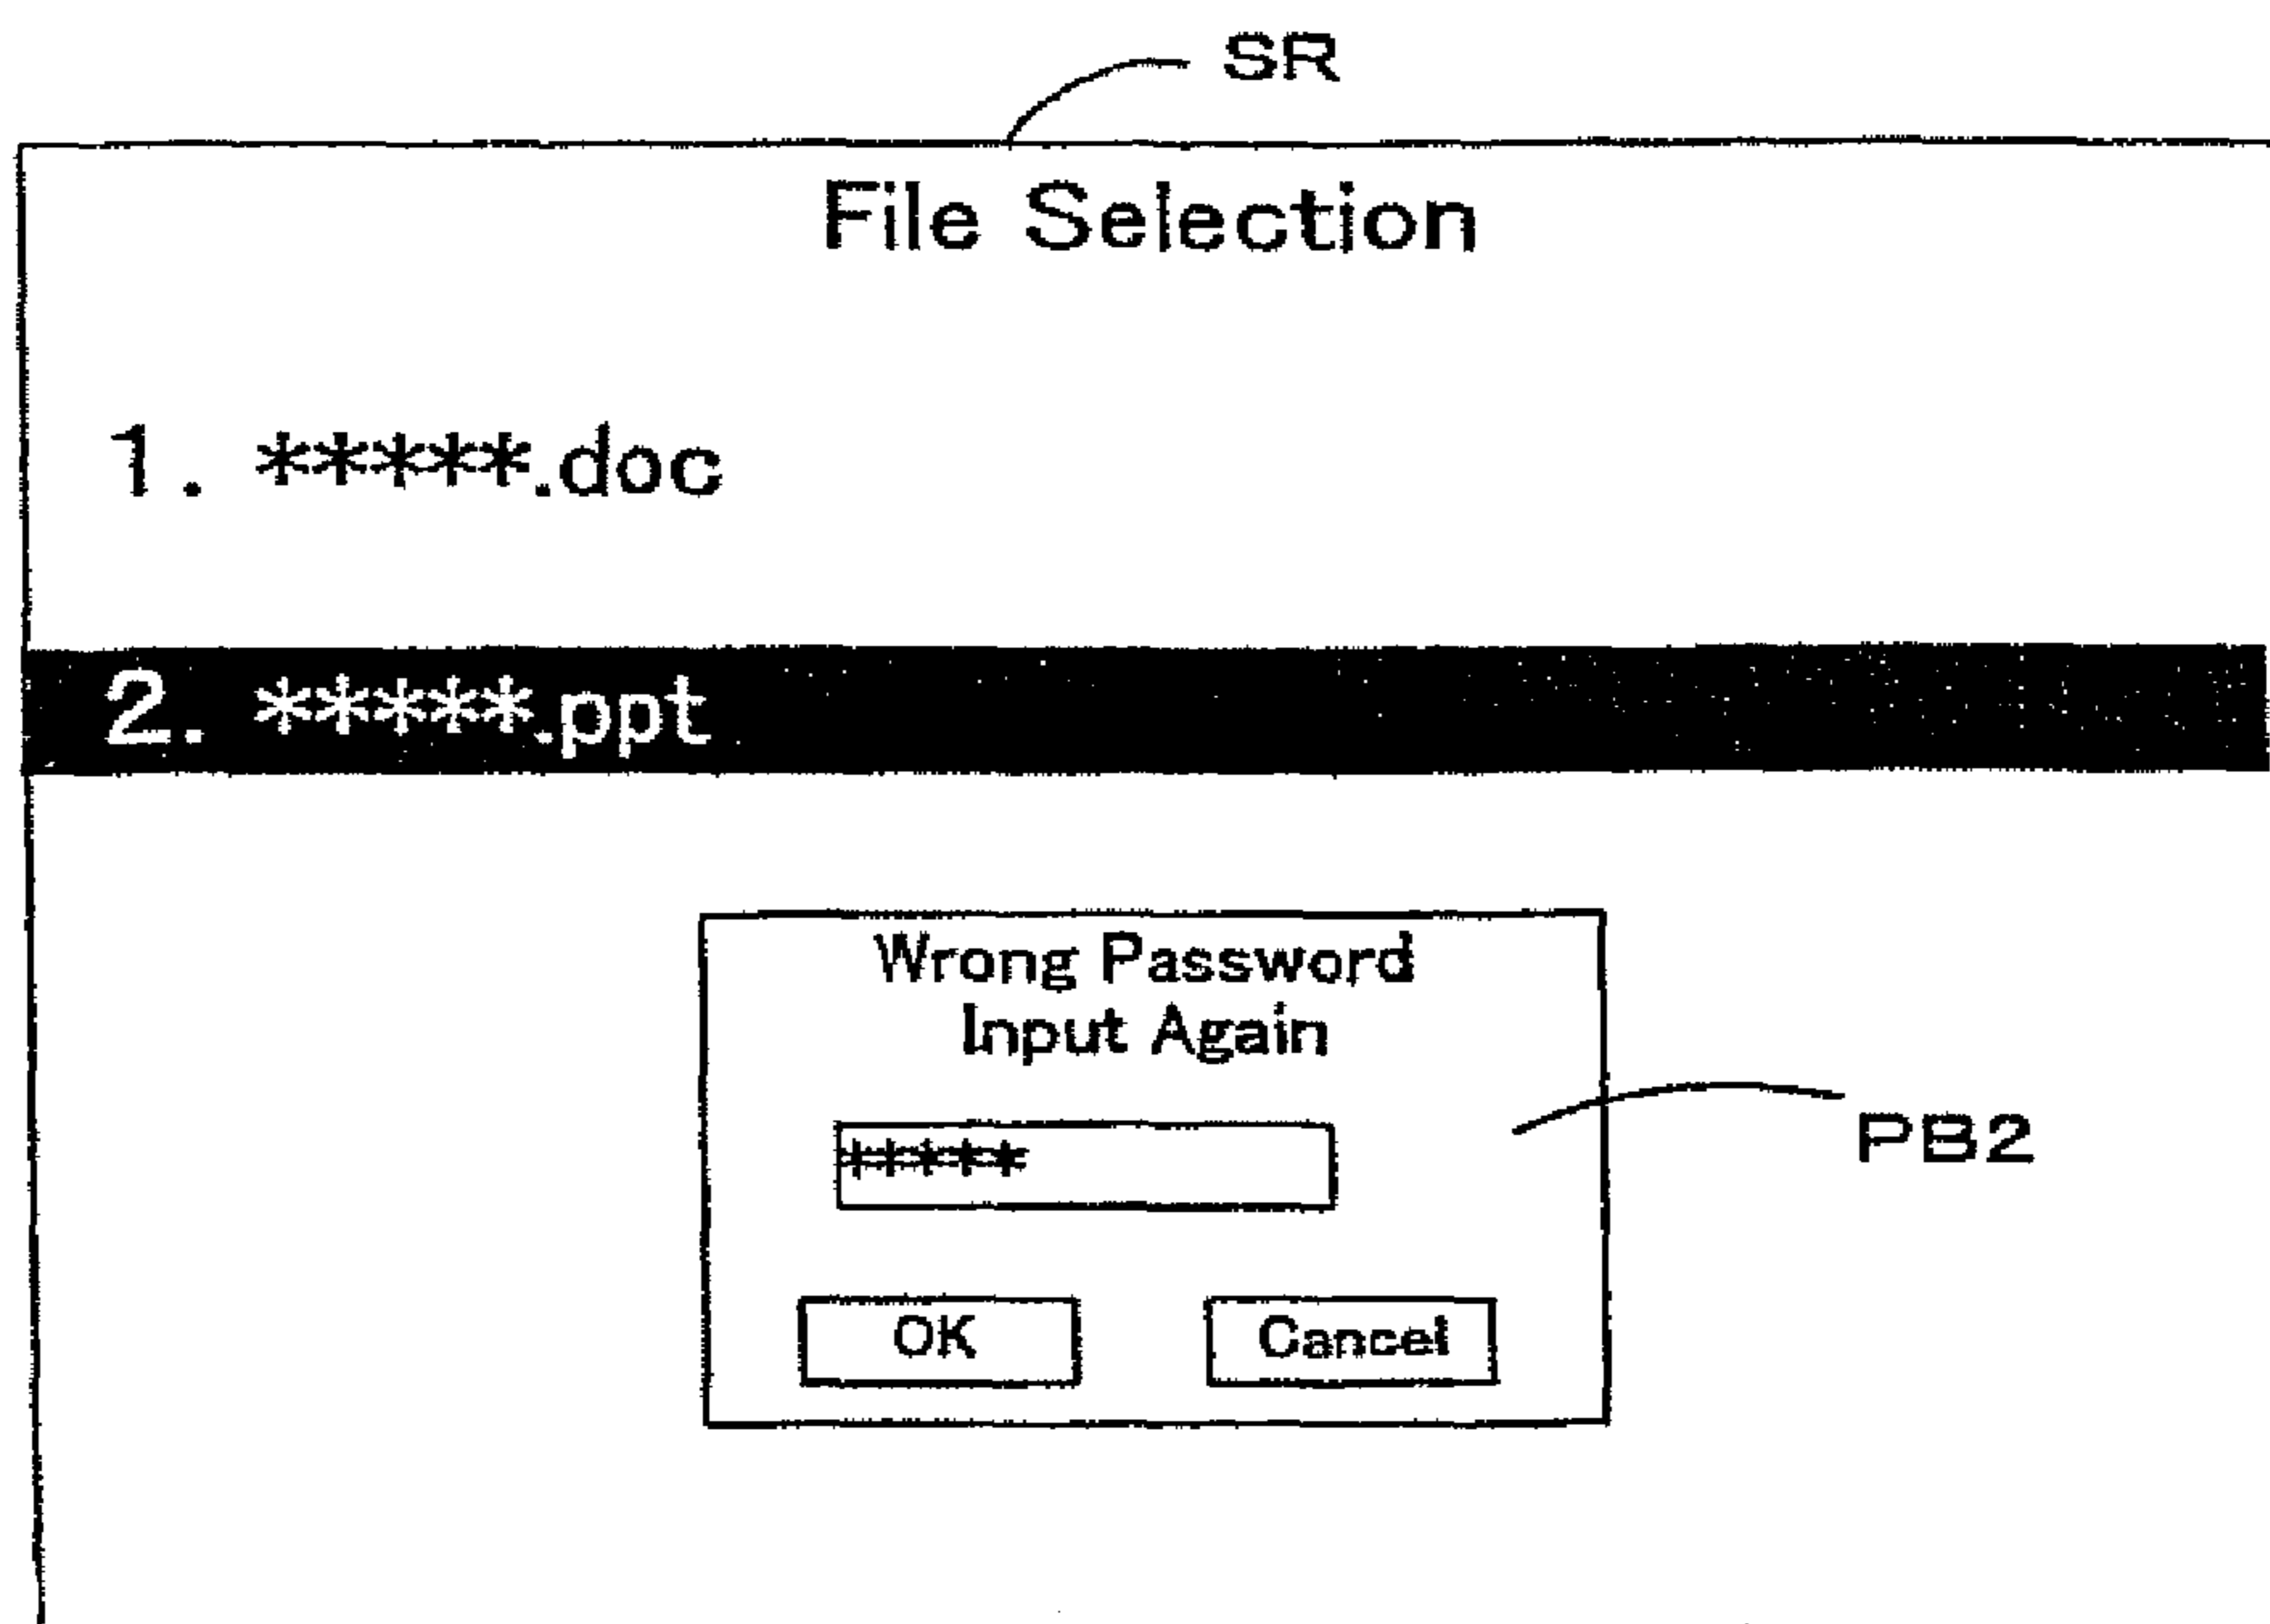 SR
File Selection
1. *****.doc
2. *****.ppt
Wrong Password
Input Again
*****
PB2
OK
Cancel